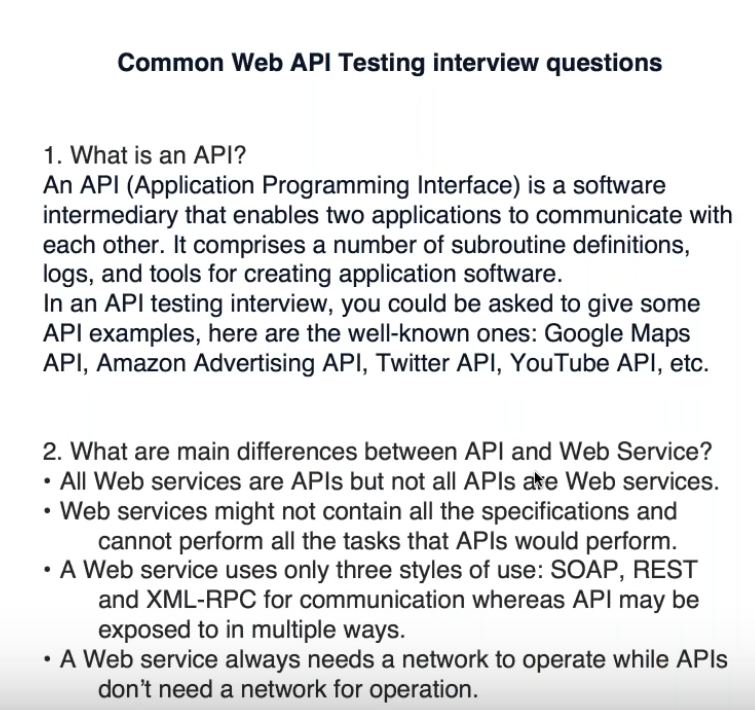 Common Web API Testing interview questions
1. What is an API?
An API (Application Programming Interface) is a software
intermediary that enables two applications to communicate with
each other. It comprises a number of subroutine definitions,
logs, and tools for creating application software.
In an API testing interview, you could be asked to give some
API examples, here are the well-known ones: Google Maps
API, Amazon Advertising API, Twitter API, YouTube API, etc.
2. What are main differences between API and Web Service?
• All Web services are APIs but not all APIs are Web services.
• Web services might not contain all the specifications and
cannot perform all the tasks that APIs would perform.
• A Web service uses only three styles of use: SOAP, REST
and XML-RPC for communication whereas API may be
exposed to in multiple ways.
• A Web service always needs a network to operate while APIs
don’t need a network for operation.